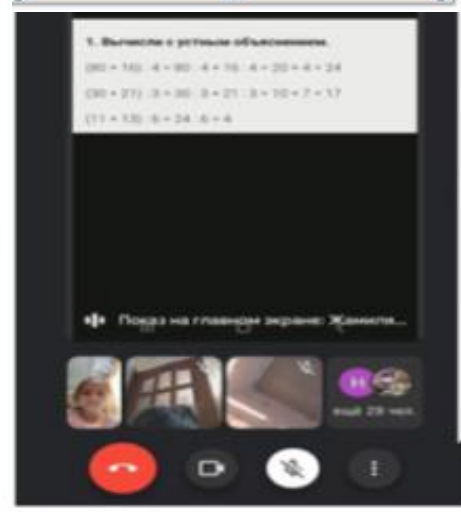 1. Вычисли с устным объяснением.
(80 + 16) : 4 = 80 : 4 + 16 : 4 = 20 + 4 = 24
(30 + 21) : 3 = 30 : 3 + 21 : 3 = 10 + 7 = 17
(11 + 13) : 6 = 24 : 6 = 4
Показ на главном экране: Жамиля...
H
ещё 29 чел.